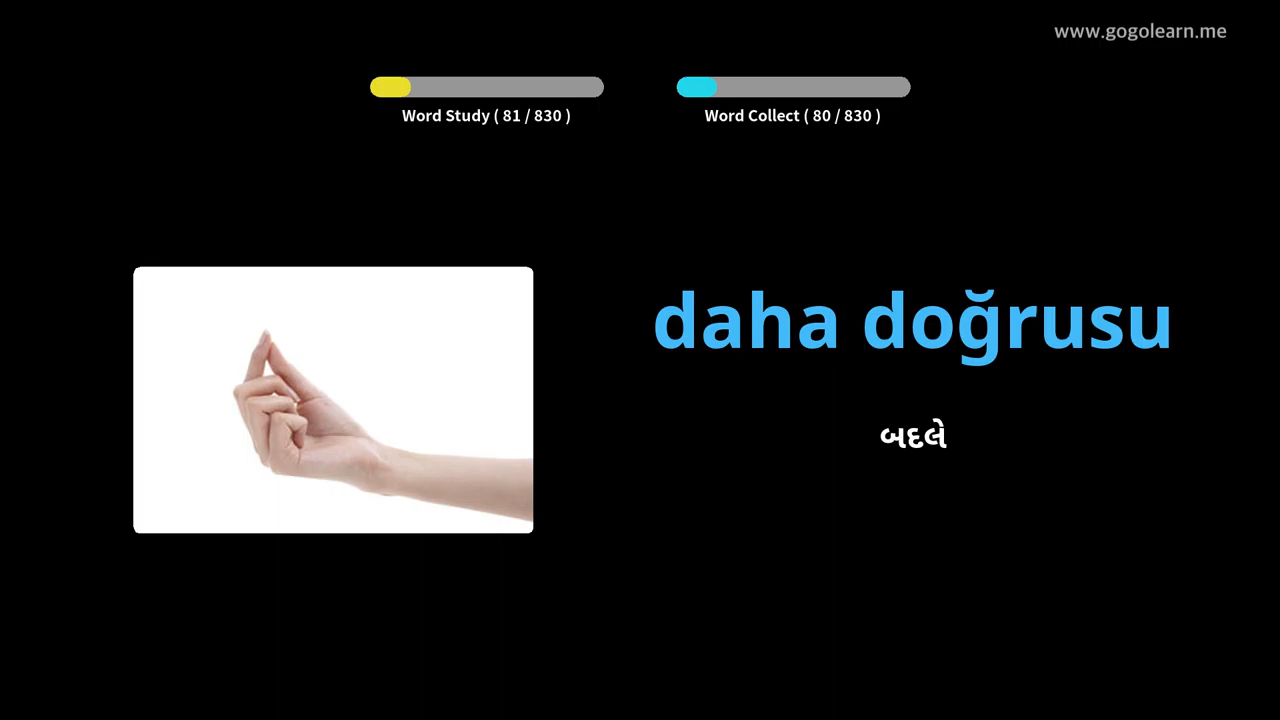 www.gogolearn.me
Word Study ( 81 / 830 )
Word Collect ( 80 / 830 )
daha doğrusu
બદલે